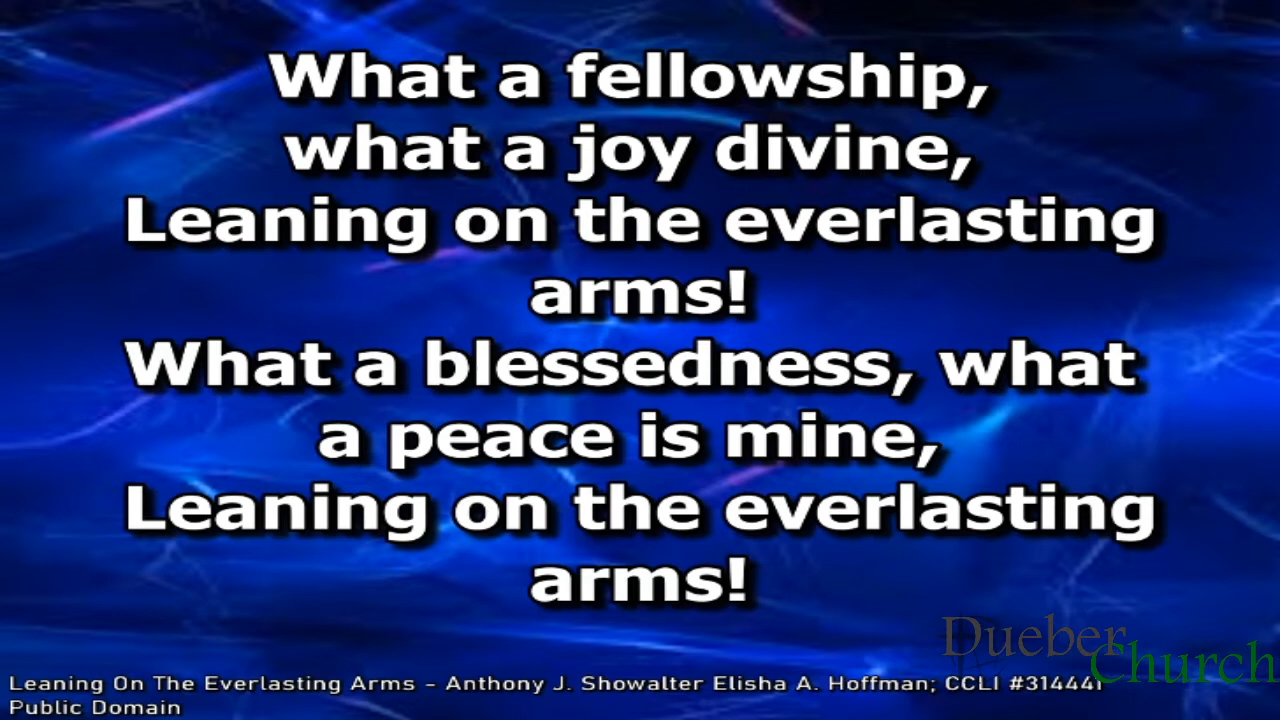 What a fellowship,
what a joy divine,
Leaning on the everlasting
arms!
What a blessedness, what
a peace is mine,
Leaning on the everlasting
arms!
Dueber
Church
Leaning On The Everlasting Arms - Anthony J. Showalter Elisha A. Hoffman; CCLI #314441
Public Domain